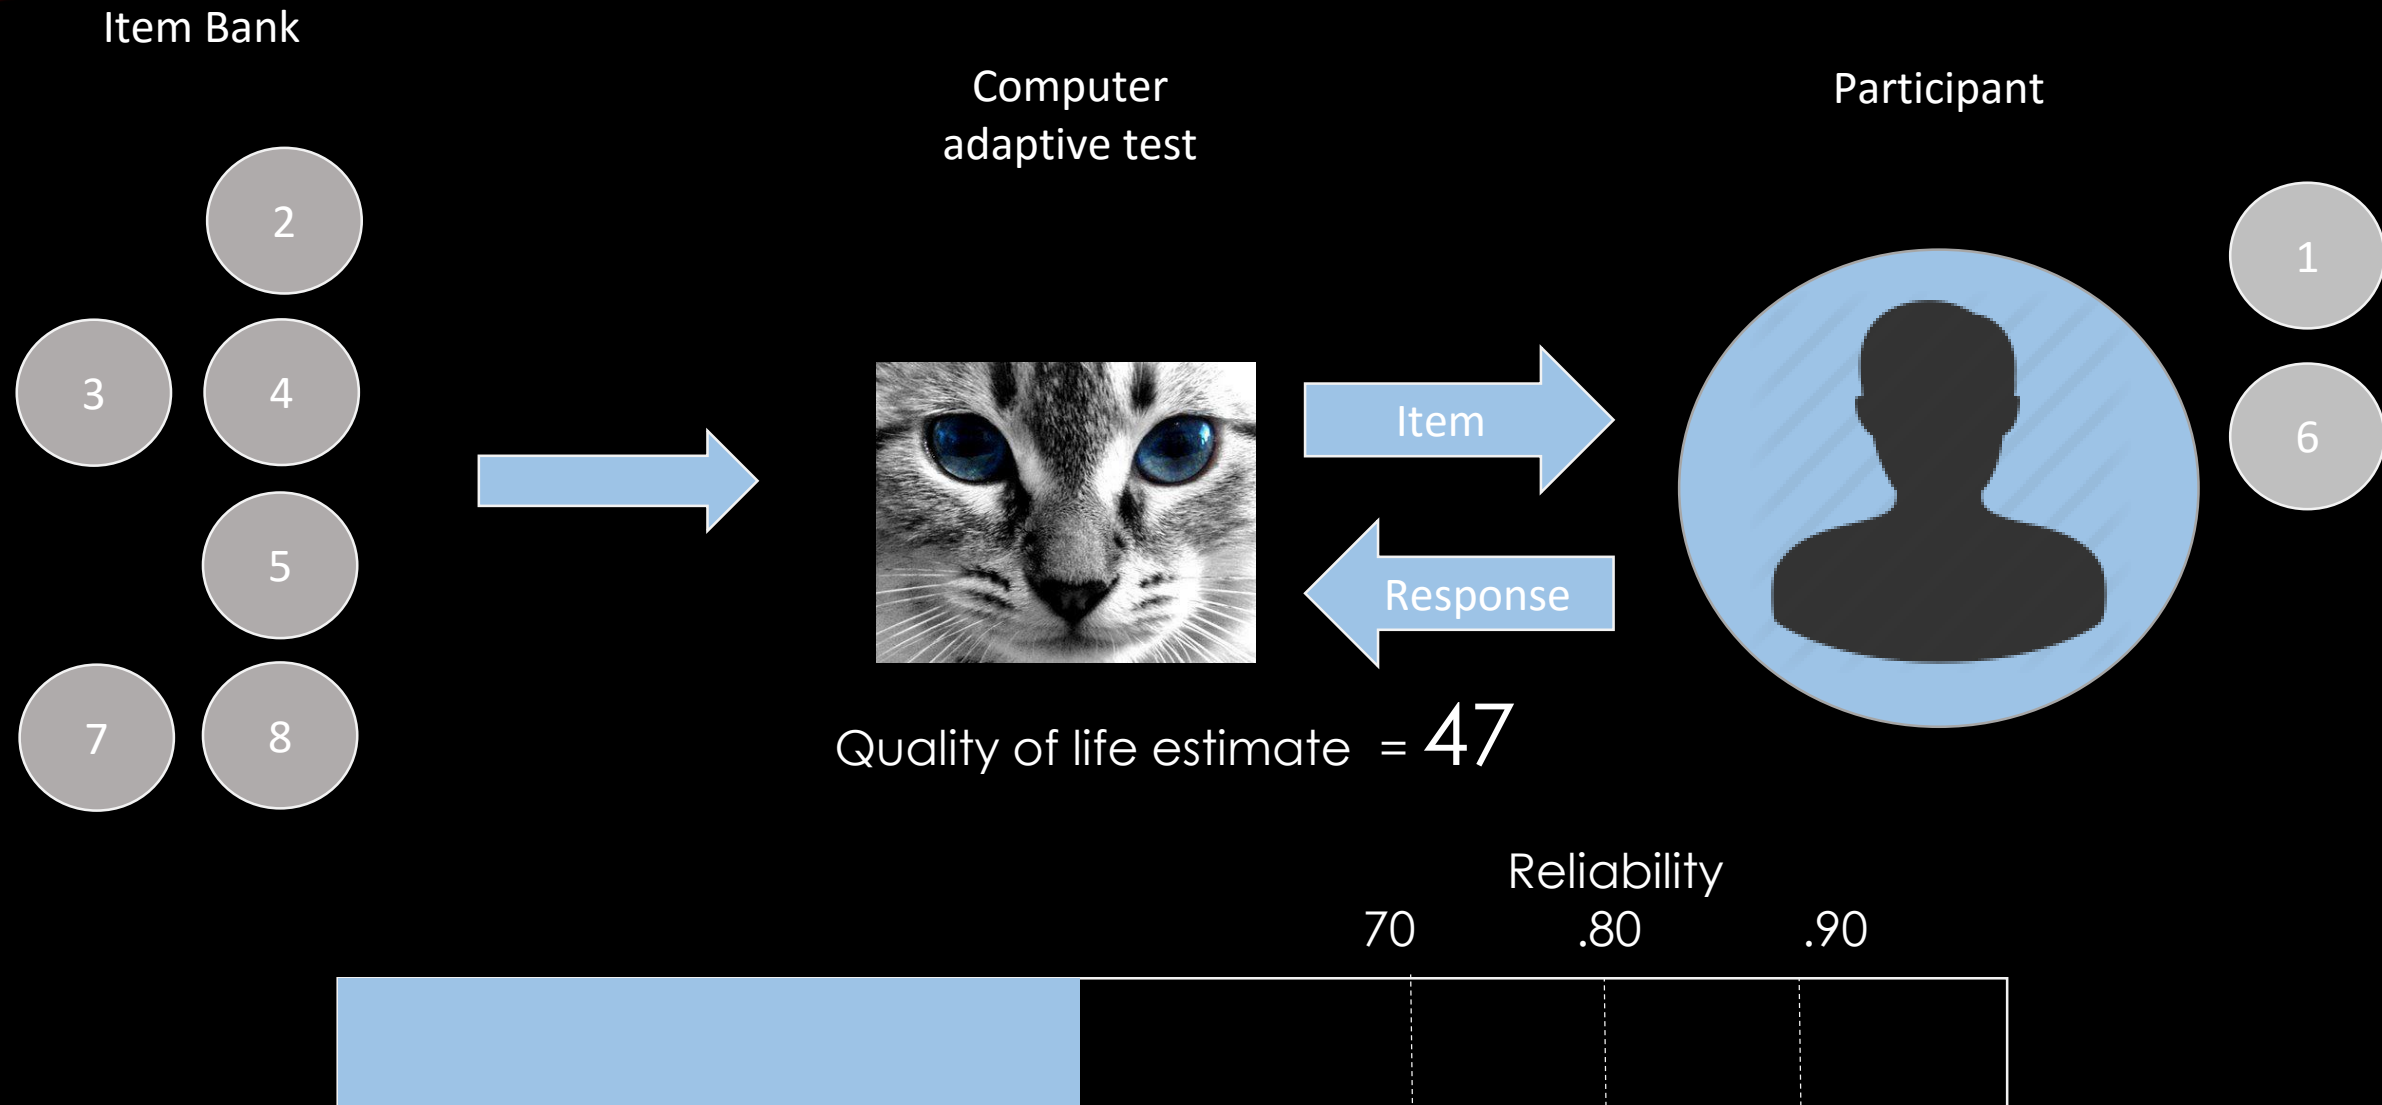 Item Bank
Computer
adaptive test
Participant
2
1
3
4
Item
6
5
Response
7
8
Quality of life estimate = 47
Reliability
70 .80 .90